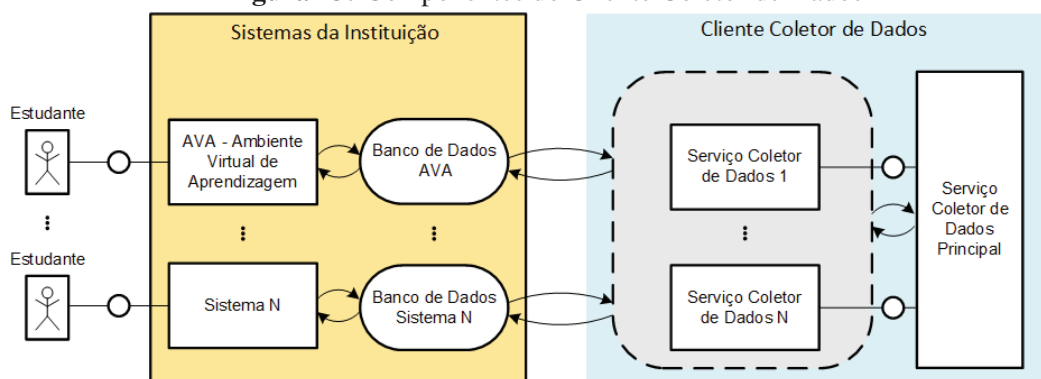 Sistemas da Instituição
Cliente Coletor de Dados
Estudante
AVA - Ambiente
Virtual de
Aprendizagem
Banco de Dados
AVA
Serviço Coletor
de Dados 1
Serviço
Coletor de
Dados
Principal
Estudante
Sistema N
Banco de Dados
Sistema N
Serviço Coletor
de Dados N